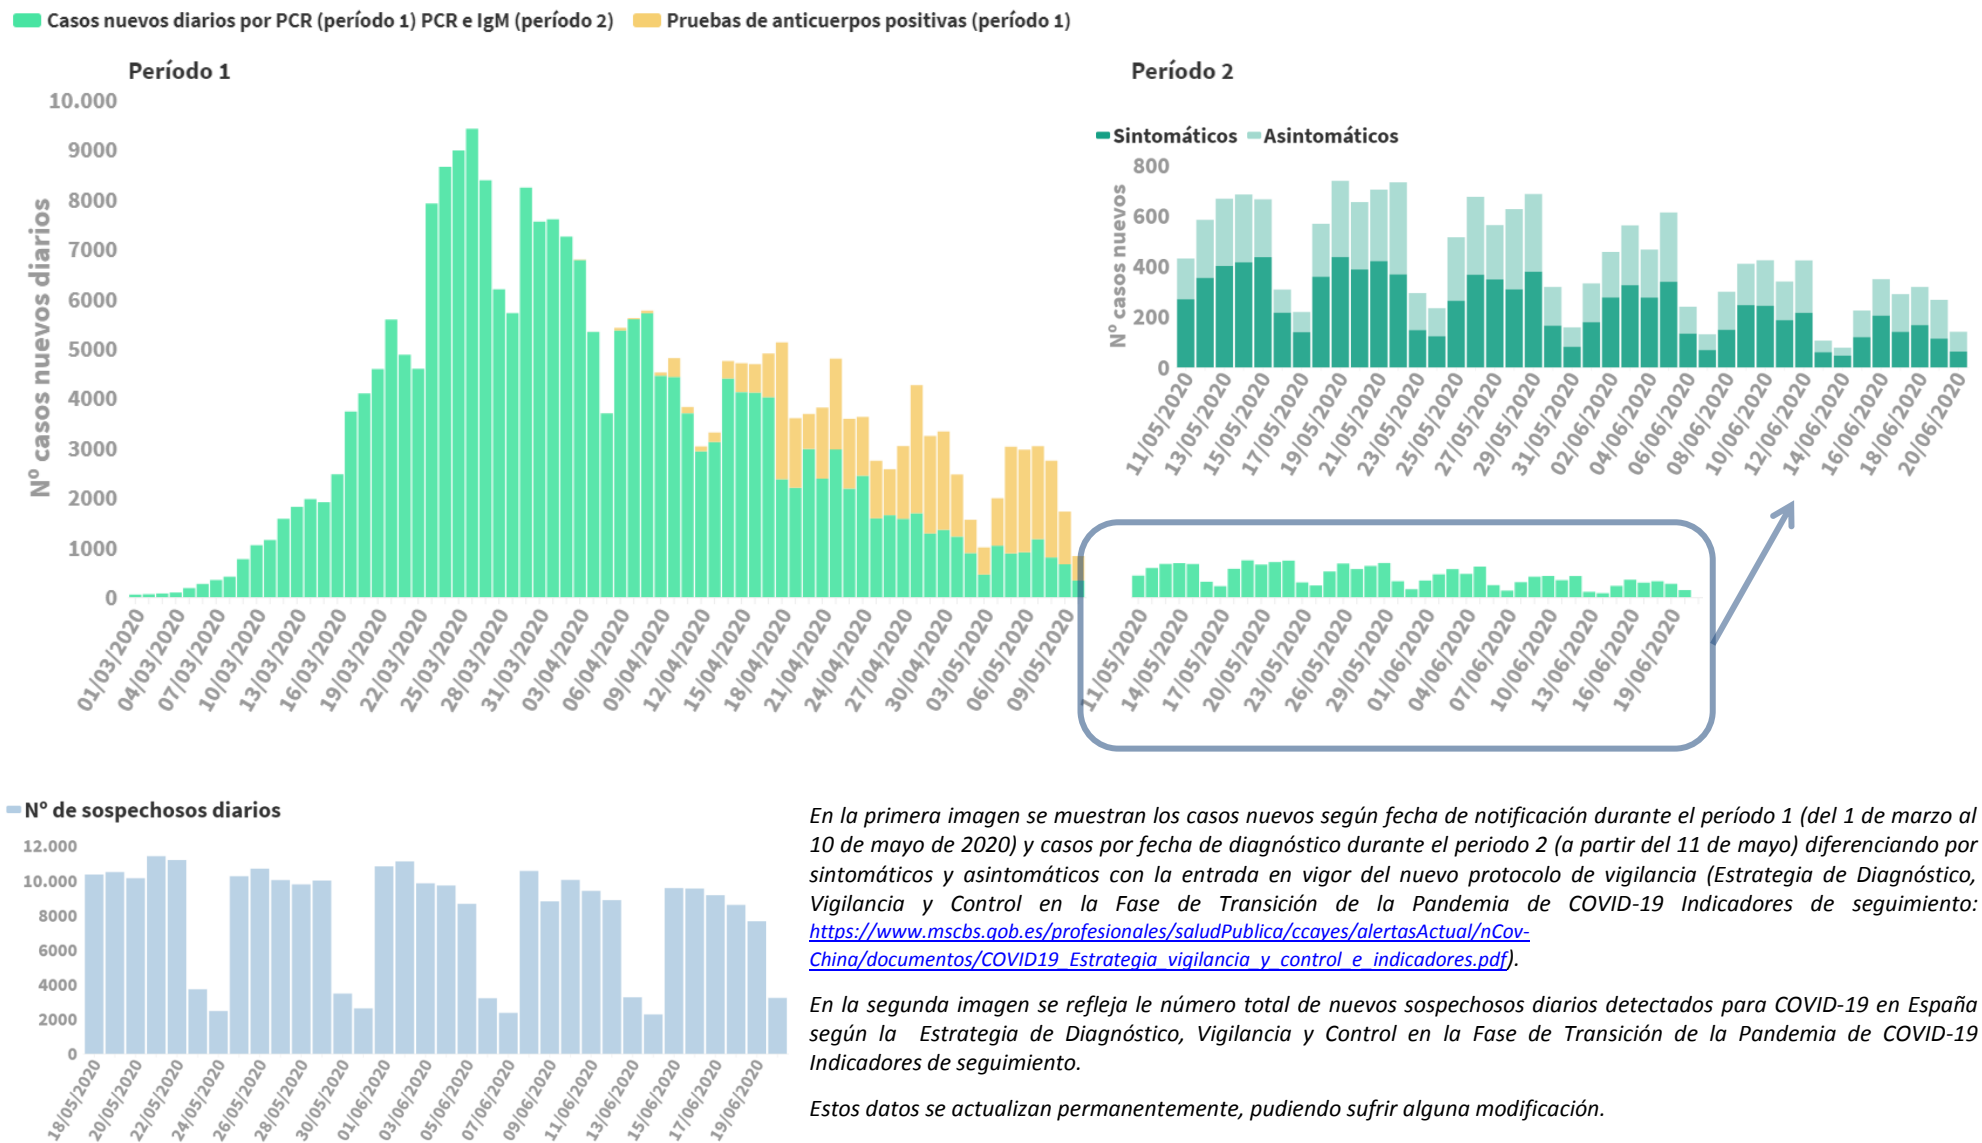 Casos nuevos diarios por PCR (período 1) PCR e IgM (período 2) Pruebas de anticuerpos positivas (período 1)
Período 1
Nº casos nuevos diarios
10.000
9000
8000
7000
6000
5000
4000
3000
2000
1000
0
01/03/2020 04/03/2020 07/03/2020 10/03/2020 13/03/2020 16/03/2020 19/03/2020 22/03/2020 25/03/2020 28/03/2020 31/03/2020 03/04/2020 06/04/2020 09/04/2020 12/04/2020 15/04/2020 18/04/2020 21/04/2020 24/04/2020 27/04/2020 30/04/2020 03/05/2020 06/05/2020 09/05/2020
Período 2
Sintomáticos Asintomáticos
Nº casos nuevos
800
600
400
200
0
11/05/2020 13/05/2020 15/05/2020 17/05/2020 19/05/2020 21/05/2020 23/05/2020 25/05/2020 27/05/2020 29/05/2020 31/05/2020 02/06/2020 04/06/2020 06/06/2020 08/06/2020 10/06/2020 12/06/2020 14/06/2020 16/06/2020 18/06/2020 20/06/2020
11/05/2020 14/05/2020 17/05/2020 20/05/2020 23/05/2020 26/05/2020 29/05/2020 01/06/2020 04/06/2020 07/06/2020 10/06/2020 13/06/2020 16/06/2020 19/06/2020
Nº de sospechosos diarios
12.000
10.000
8000
6000
4000
2000
0
18/05/2020 20/05/2020 22/05/2020 24/05/2020 26/05/2020 28/05/2020 30/05/2020 01/06/2020 03/06/2020 05/06/2020 07/06/2020 09/06/2020 11/06/2020 13/06/2020 15/06/2020 17/06/2020 19/06/2020
En la primera imagen se muestran los casos nuevos según fecha de notificación durante el período 1 (del 1 de marzo al
10 de mayo de 2020) y casos por fecha de diagnóstico durante el periodo 2 (a partir del 11 de mayo) diferenciando por
sintomáticos y asintomáticos con la entrada en vigor del nuevo protocolo de vigilancia (Estrategia de Diagnóstico,
Vigilancia y Control en la Fase de Transición de la Pandemia de COVID-19 Indicadores de seguimiento:
https://www.mscbs.gob.es/profesionales/saludPublica/ccayes/alertasActual/nCov-
China/documentos/COVID19_Estrategia_vigilancia_y_control_e_indicadores.pdf).
En la segunda imagen se refleja le número total de nuevos sospechosos diarios detectados para COVID-19 en España
según la Estrategia de Diagnóstico, Vigilancia y Control en la Fase de Transición de la Pandemia de COVID-19
Indicadores de seguimiento.
Estos datos se actualizan permanentemente, pudiendo sufrir alguna modificación.